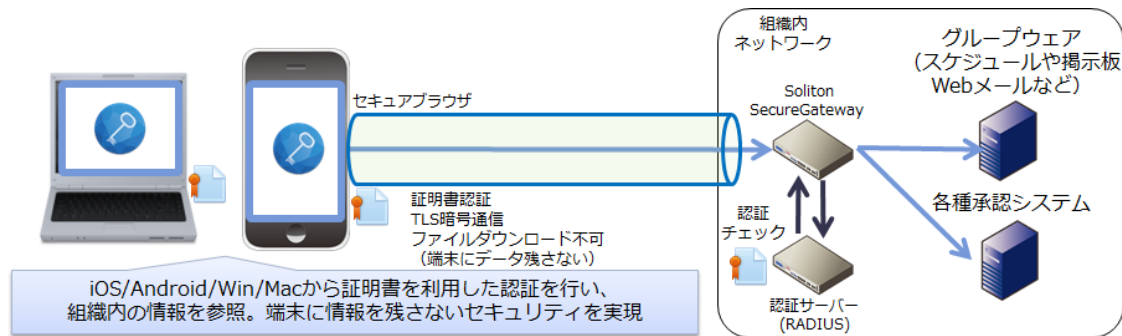 組織内
ネットワーク
グループウェア
（スケジュールや掲示板
Webメールなど）
Soliton
SecureGateway
セキュアブラウザ
証明書認証
TLS暗号通信
ファイルダウンロード不可
（端末にデータ残さない）
認証
チェック
各種承認システム
認証サーバー
(RADIUS)
iOS/Android/Win/Macから証明書を利用した認証を行い、
組織内の情報を参照。端末に情報を残さないセキュリティを実現